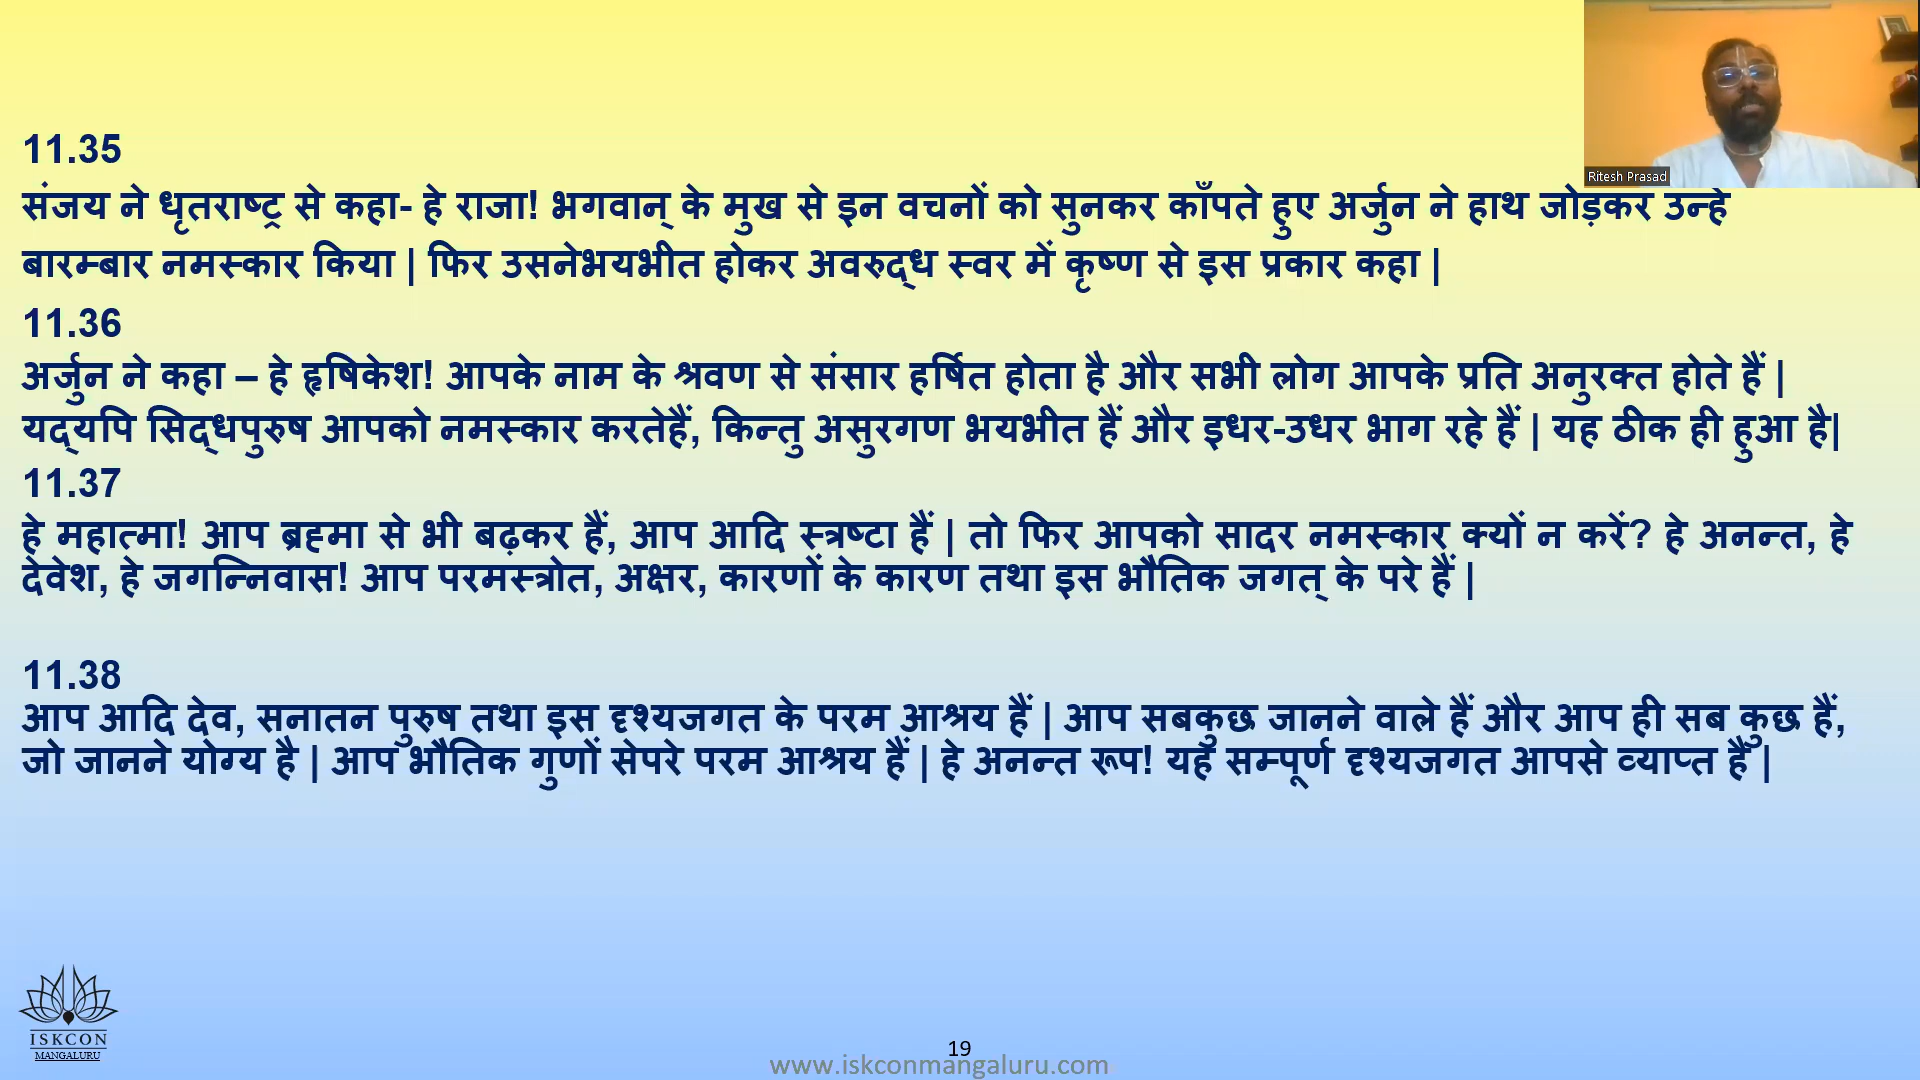 Ritesh Prasad
11.35
संजय ने धृतराष्ट्र से कहा- हे राजा! भगवान् के मुख से इन वचनों को सुनकर काँपते हुए अर्जुन ने हाथ जोड़कर उन्हे
बारम्बार नमस्कार किया | फिर उसनेभयभीत होकर अवरुद्ध स्वर में कृष्ण से इस प्रकार कहा |
11.36
अर्जुन ने कहा – हे हृषिकेश! आपके नाम के श्रवण से संसार हर्षित होता है और सभी लोग आपके प्रति अनुरक्त होते हैं |
यद्यपि सिद्धपुरुष आपको नमस्कार करतेहैं, किन्तु असुरगण भयभीत हैं और इधर-उधर भाग रहे हैं | यह ठीक ही हुआ है|
11.37
हे महात्मा! आप ब्रह्मा से भी बढ़कर हैं, आप आदि स्त्रष्टा हैं | तो फिर आपको सादर नमस्कार क्यों न करें? हे अनन्त, हे
देवेश, हे जगन्निवास! आप परमस्त्रोत, अक्षर, कारणों के कारण तथा इस भौतिक जगत् के परे हैं |
11.38
आप आदि देव, सनातन पुरुष तथा इस दृश्यजगत के परम आश्रय हैं | आप सबकुछ जानने वाले हैं और आप ही सब कुछ हैं,
जो जानने योग्य है | आप भौतिक गुणों सेपरे परम आश्रय हैं | हे अनन्त रूप! यह सम्पूर्ण दृश्यजगत आपसे व्याप्त है |
ISKCON
MANGALURU
19
www.iskconmangaluru.com